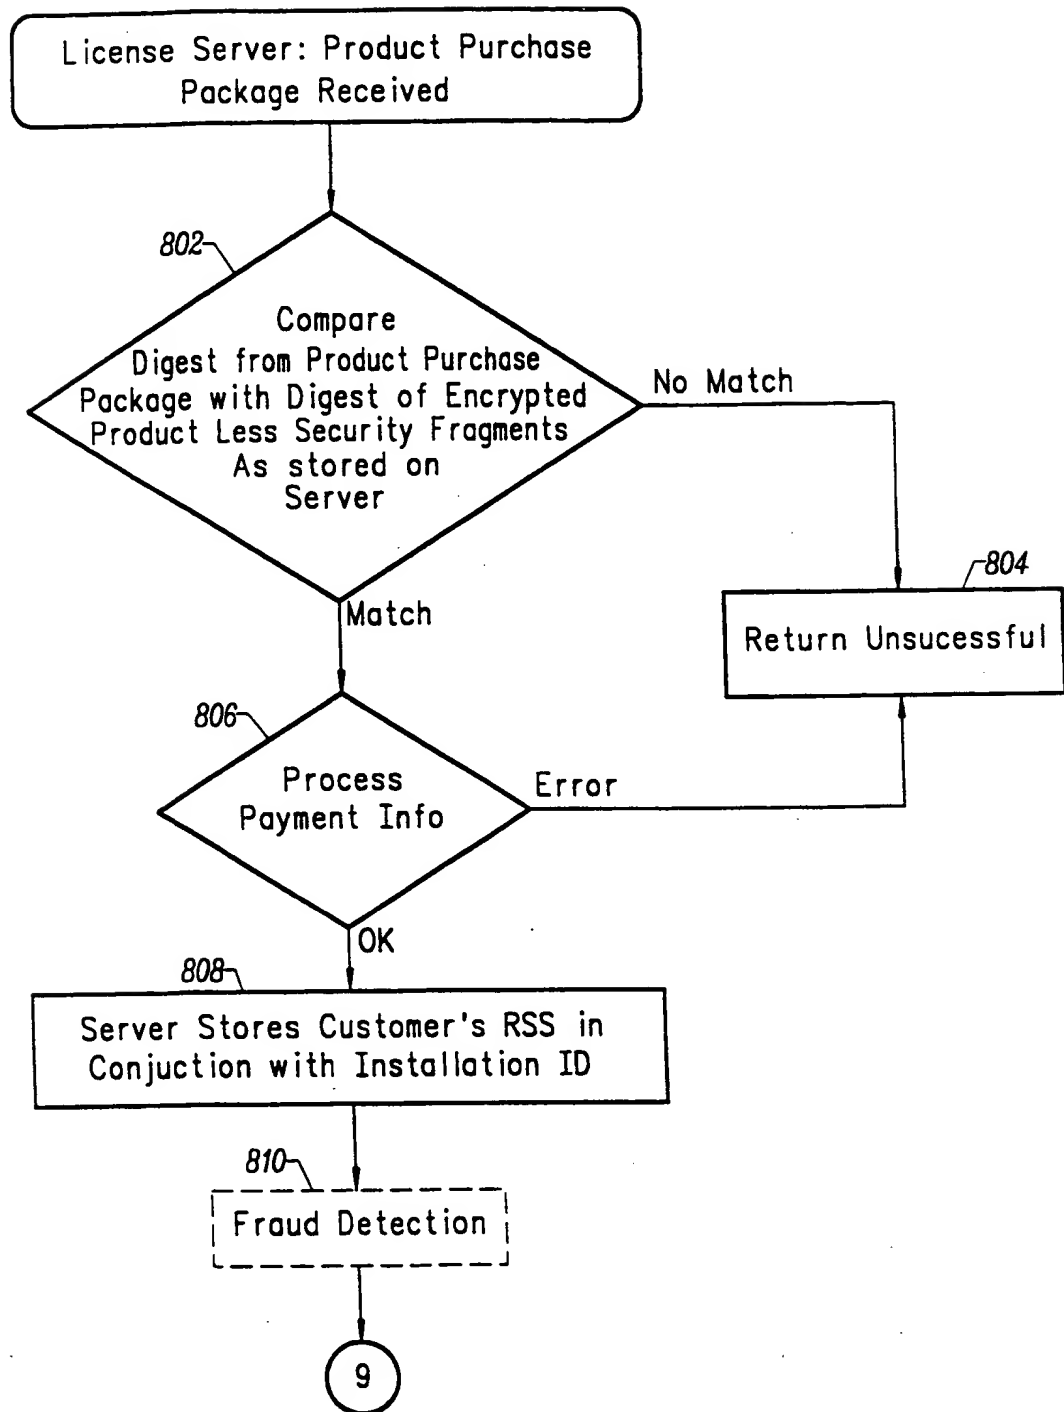 License Server: Product Purchase
Package Received
802
Compare
Digest from Product Purchase
Package with Digest of Encrypted
Product Less Security Fragments
As stored on
Server
No Match
804
Return Unsucessful
Match
806
Process
Payment Info
Error
OK
808
Server Stores Customer's RSS in
Conjuction with Installation ID
810
Fraud Detection
9